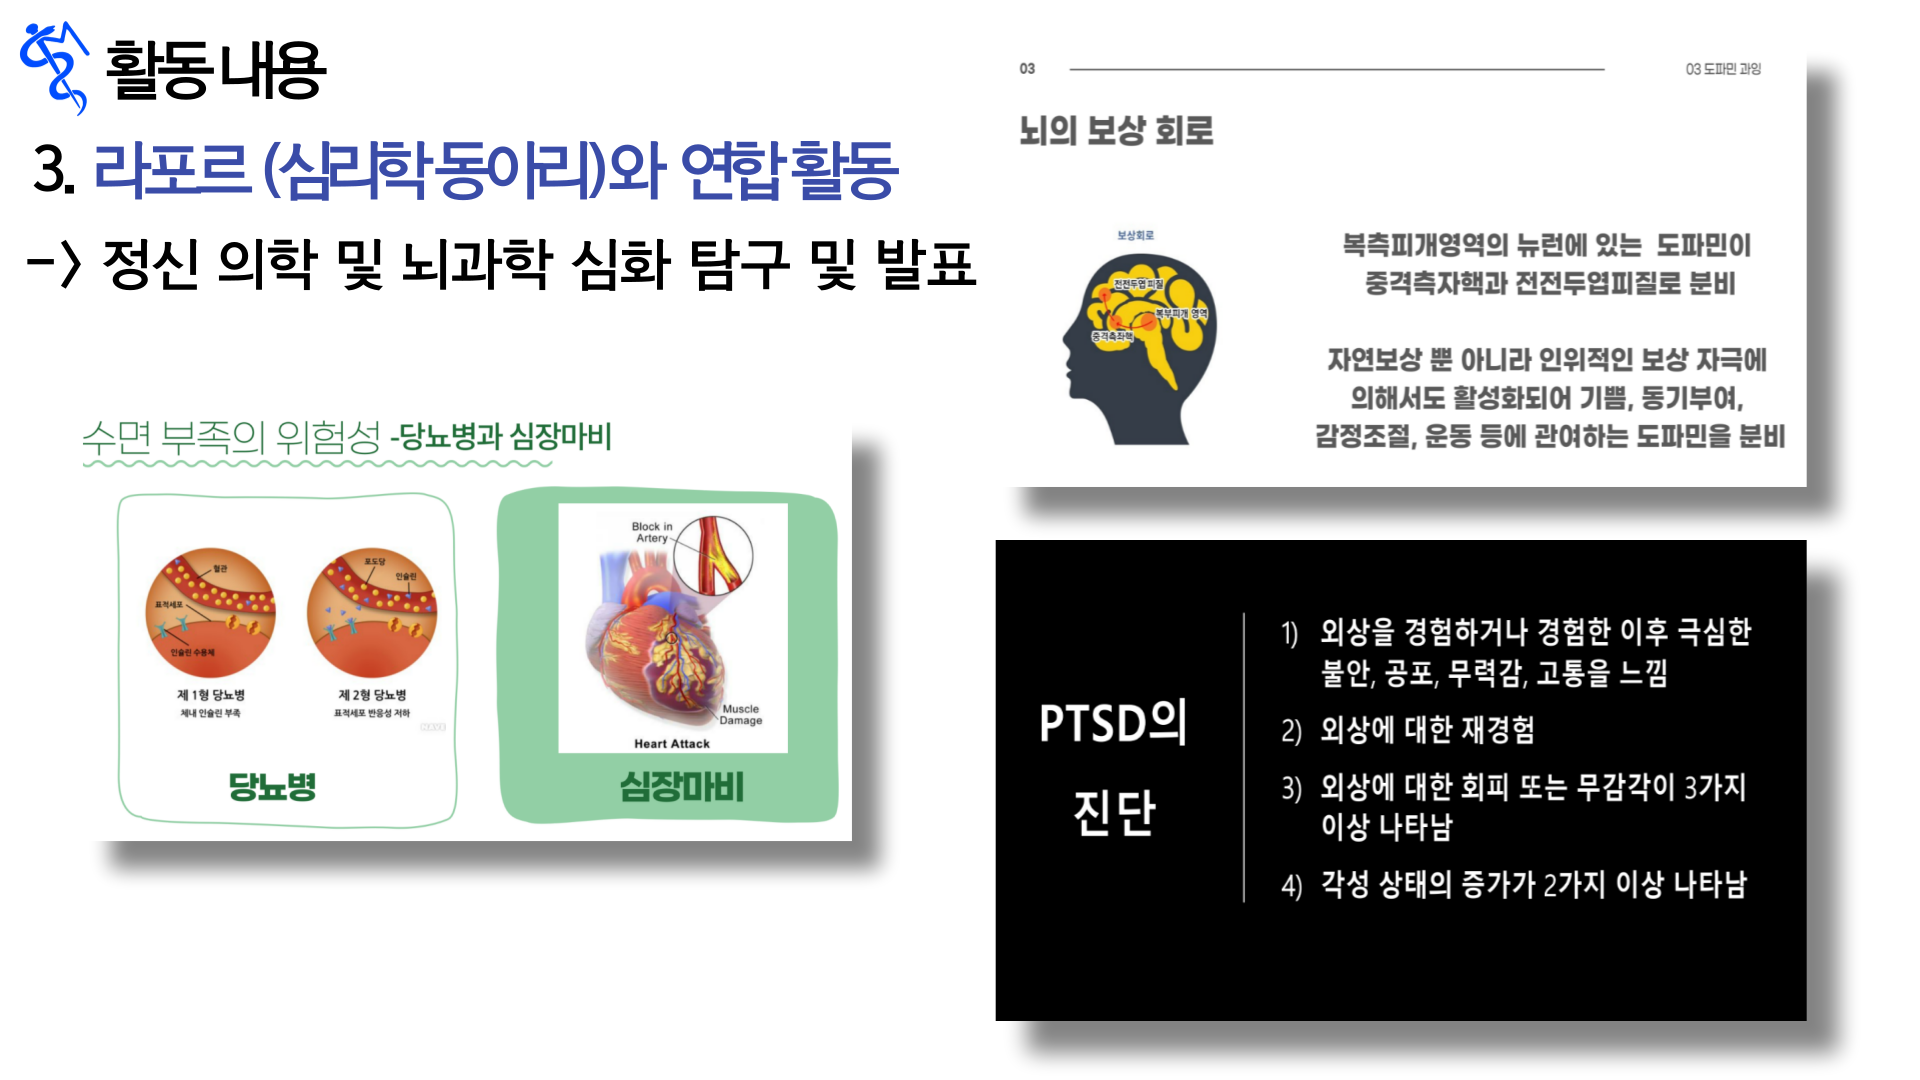 활동 내용
3. 라포르 (심리학 동아리)와 연합 활동
-> 정신 의학 및 뇌과학 심화 탐구 및 발표
수면 부족의 위험성 -당뇨병과 심장마비
혈관
표적세포
인슐린 수용체
제 1형 당뇨병
체내 인슐린 부족
포도당
인슐린
제 2형 당뇨병
표적세포 반응성 저하
당뇨병
Block in
Artery
Muscle
Damage
Heart Attack
심장마비
03
03 도파민 과잉
뇌의 보상 회로
보상회로
전전두엽 피질
복부피개 영역
중격측좌핵
복측피개영역의 뉴런에 있는 도파민이
중격측자핵과 전전두엽피질로 분비
자연보상 뿐 아니라 인위적인 보상 자극에
의해서도 활성화되어 기쁨, 동기부여,
감정조절, 운동 등에 관여하는 도파민을 분비
PTSD의
진단
1) 외상을 경험하거나 경험한 이후 극심한
불안, 공포, 무력감, 고통을 느낌
2) 외상에 대한 재경험
3) 외상에 대한 회피 또는 무감각이 3가지
이상 나타남
4) 각성 상태의 증가가 2가지 이상 나타남